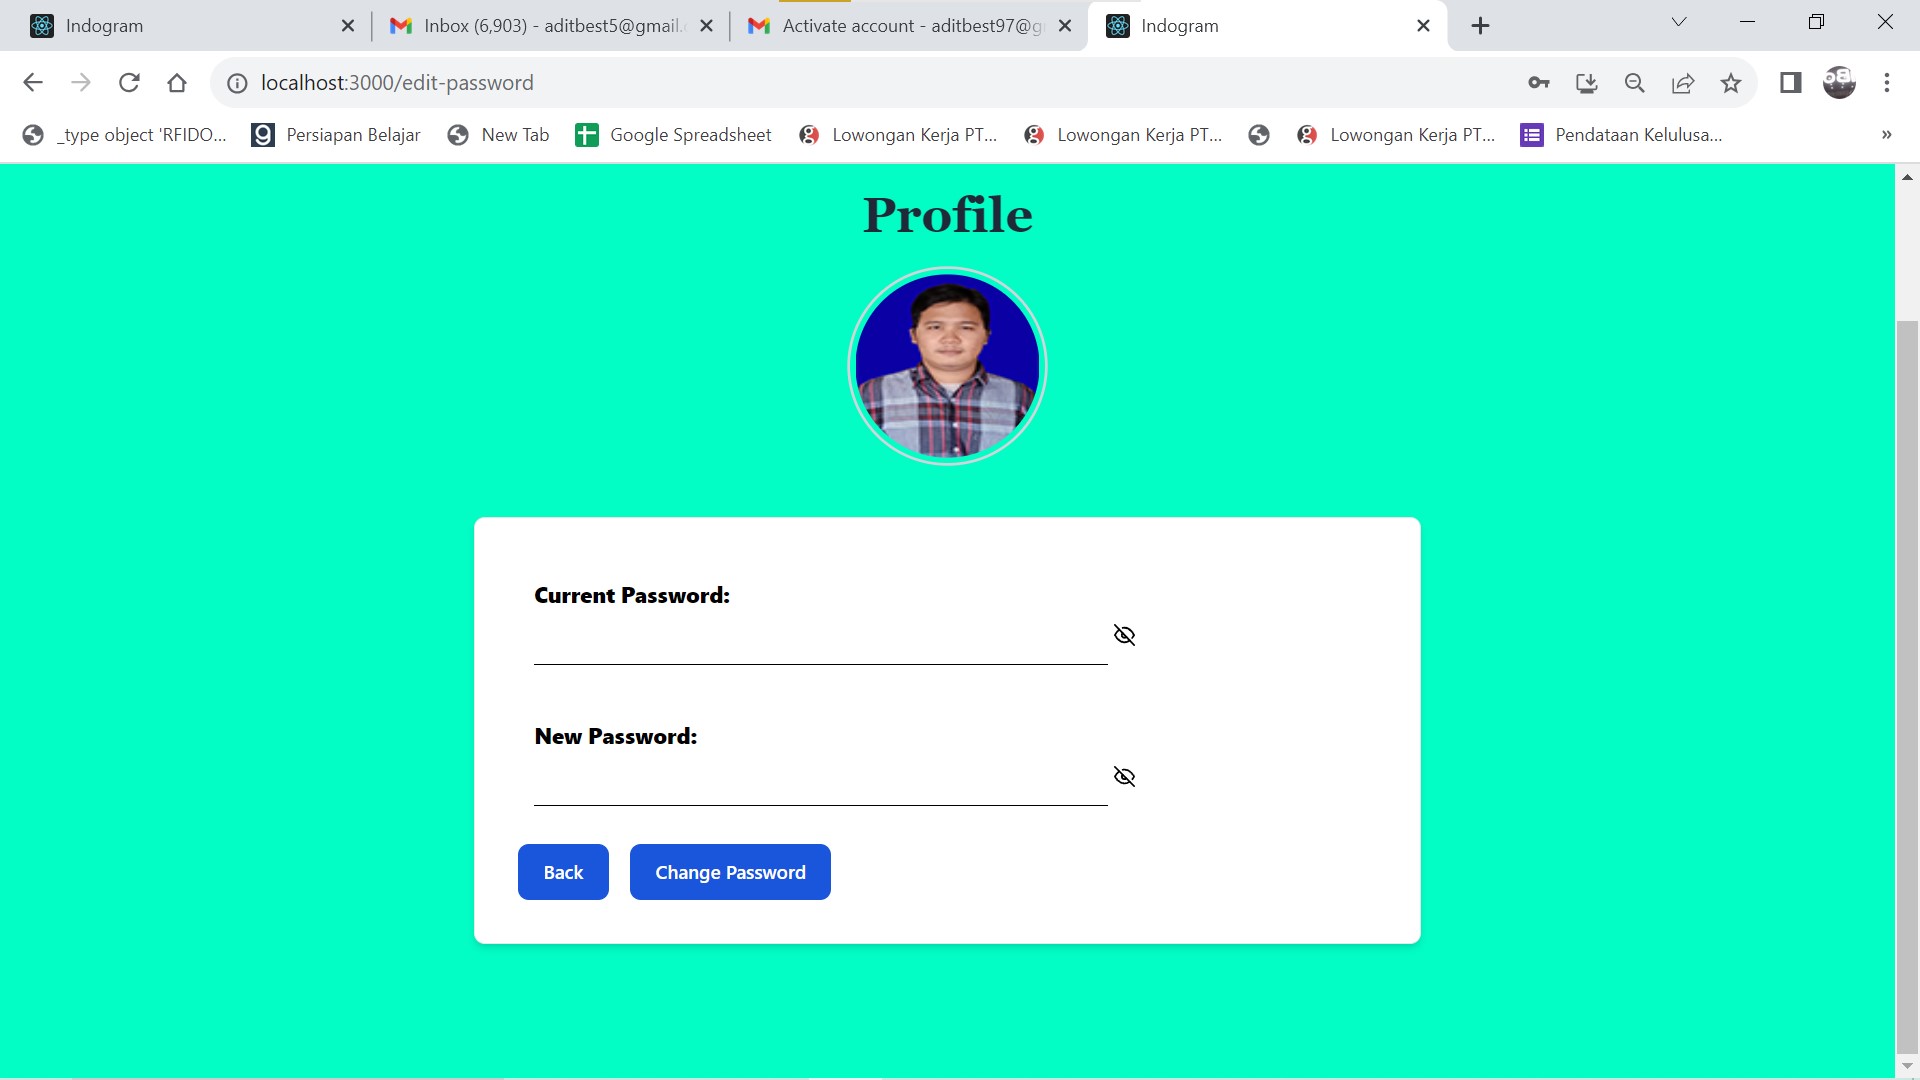 Indogram
Inbox (6,903) - aditbest5@gmail.
Activate account - aditbest97@g
Indogram
localhost:3000/edit-password
_type object 'RFIDO...
Persiapan Belajar
New Tab
Google Spreadsheet
Lowongan Kerja PT...
Lowongan Kerja PT...
Lowongan Kerja PT...
Pendataan Kelulusa...
»
Profile
Current Password:
New Password:
Back
Change Password